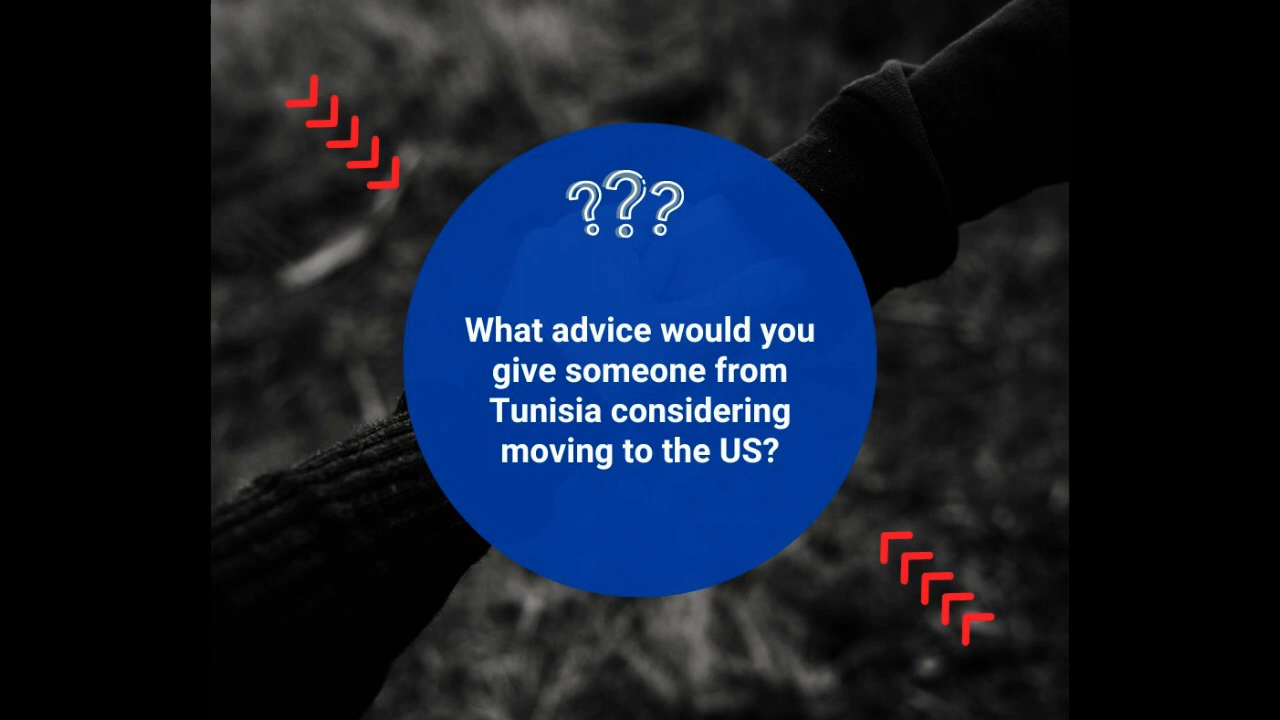 ???
What advice would you
give someone from
Tunisia considering
moving to the US?